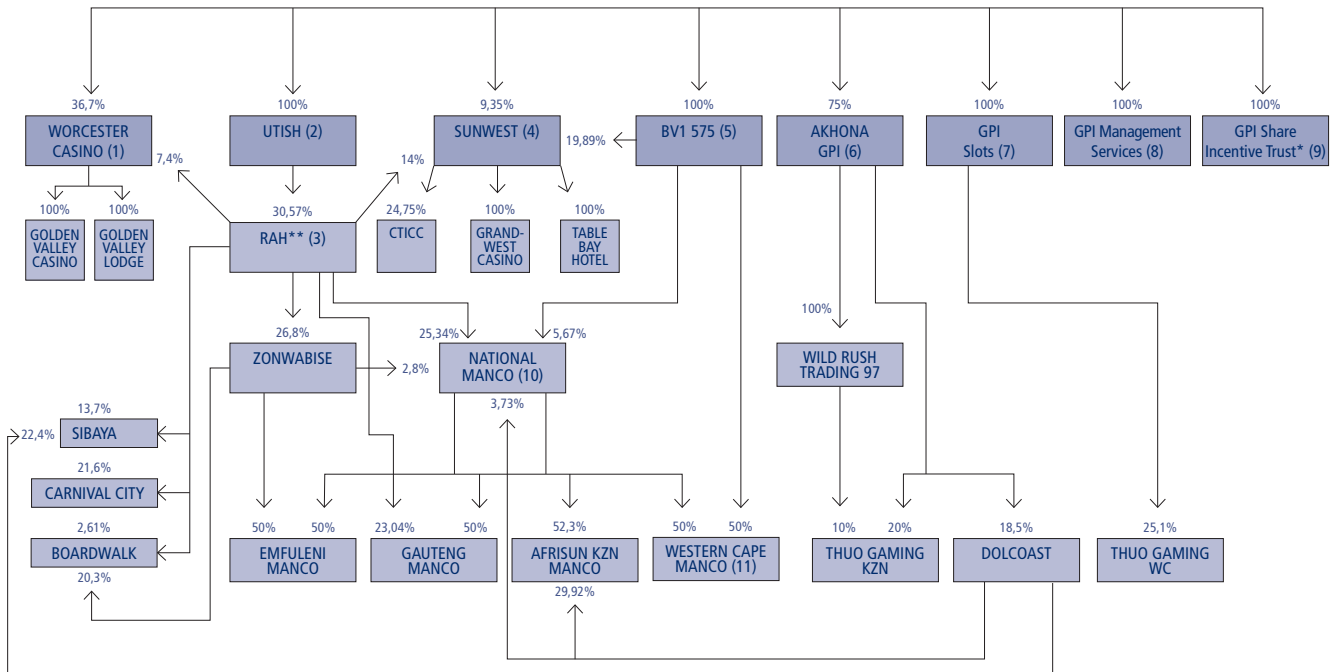 36,7%
100%
9,35%
100%
75%
100%
100%
100%
WORCESTER
CASINO (1)
UTISH (2)
SUNWEST (4)
19,89%
BV1 575 (5)
AKHONA
GPI (6)
GPI
Slots (7)
GPI Management
Services (8)
GPI Share
Incentive Trust* (9)
7,4%
14%
100%
100%
30,57%
24,75%
100%
100%
GOLDEN
VALLEY
CASINO
GOLDEN
VALLEY
LODGE
RAH** (3)
CTICC
GRAND-
WEST
CASINO
TABLE
BAY
HOTEL
100%
26,8%
25,34%
5,67%
ZONWABISE
2,8%
NATIONAL
MANCO (10)
WILD RUSH
TRADING 97
3,73%
13,7%
22,4%
SIBAYA
21,6%
CARNIVAL CITY
2,61%
BOARDWALK
20,3%
50%
50%
23,04%
50%
52,3%
50%
50%
10%
20%
18,5%
25,1%
EMFULENI
MANCO
GAUTENG
MANCO
AFRISUN KZN
MANCO
WESTERN CAPE
MANCO (11)
THUO GAMING
KZN
DOLCOAST
THUO GAMING
WC
29,92%